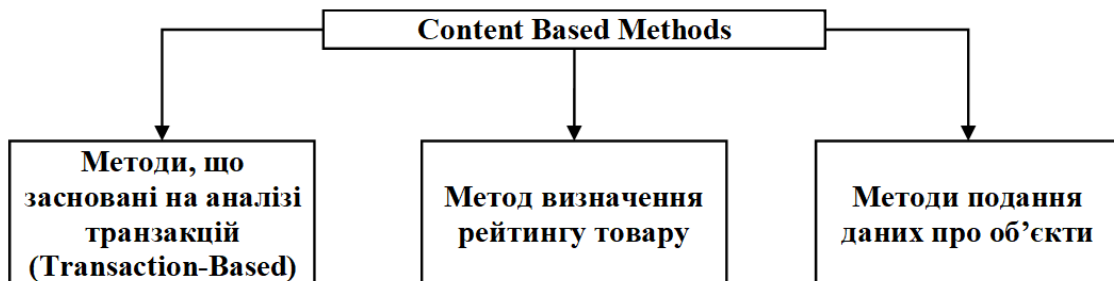 Content Based Methods
Методи, що
засновані на аналізі
транзакцій
(Transaction-Based)
Метод визначення
рейтингу товару
Методи подання
даних про об’єкти